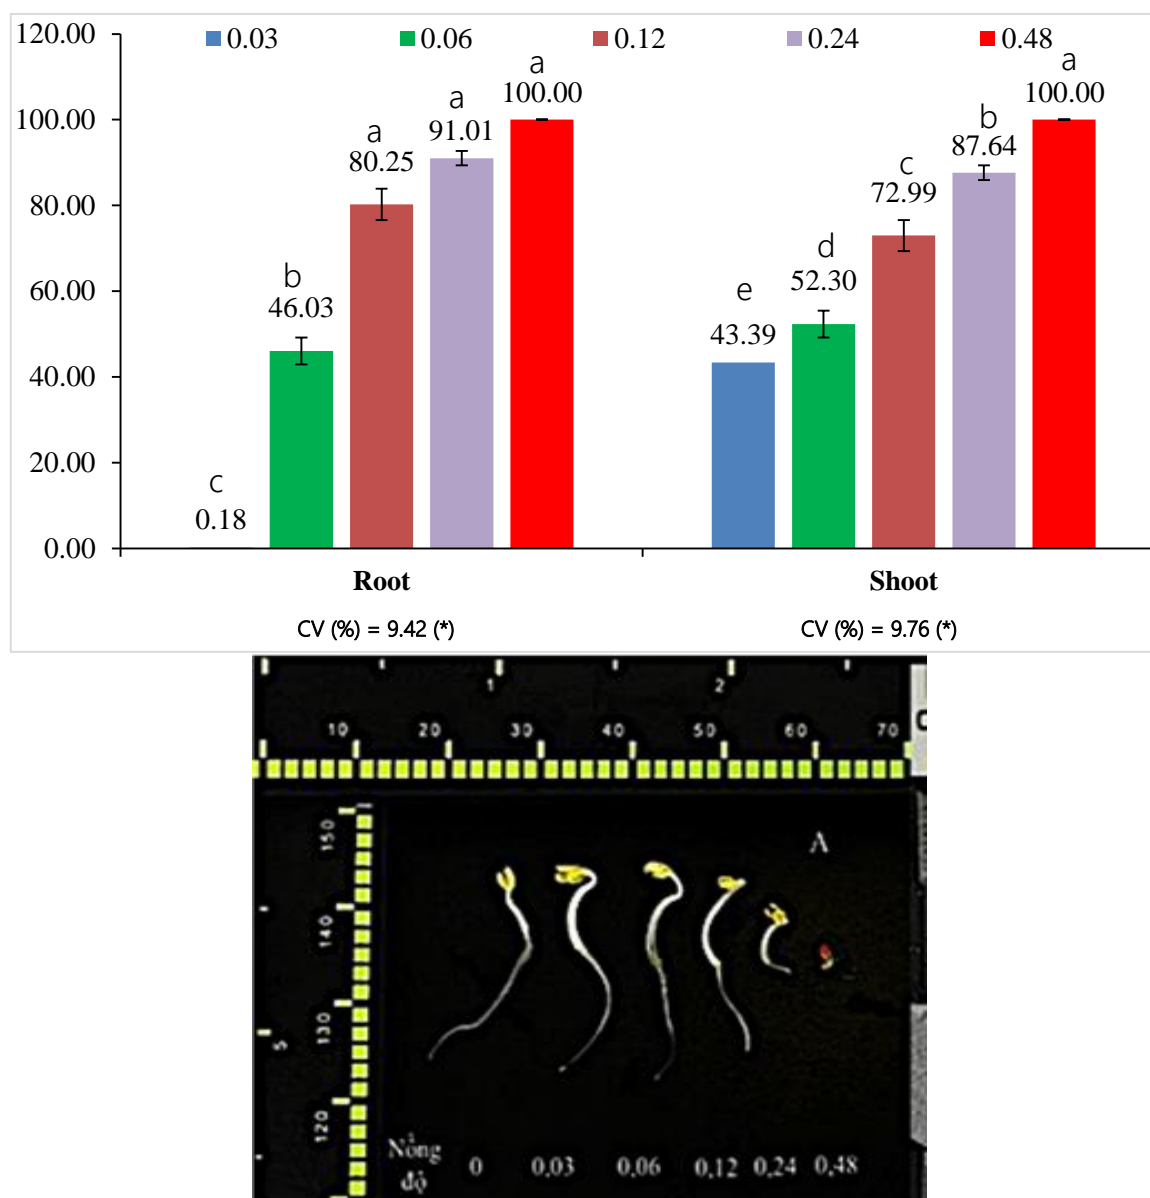 120.00
0.03 0.06 0.12 0.24 0.48
100.00
80.00
60.00
40.00
20.00
0.00
c
0.18
b
46.03
a
80.25
a
91.01
a
100.00
e
43.39
d
52.30
c
72.99
b
87.64
a
100.00
Root Shoot
CV (%) = 9.42 (*) CV (%) = 9.76 (*)
1 2
10 20 30 40 50 60 70
150
140
130
120
5
A
Nồng độ 0 0,03 0,06 0,12 0,24 0,48